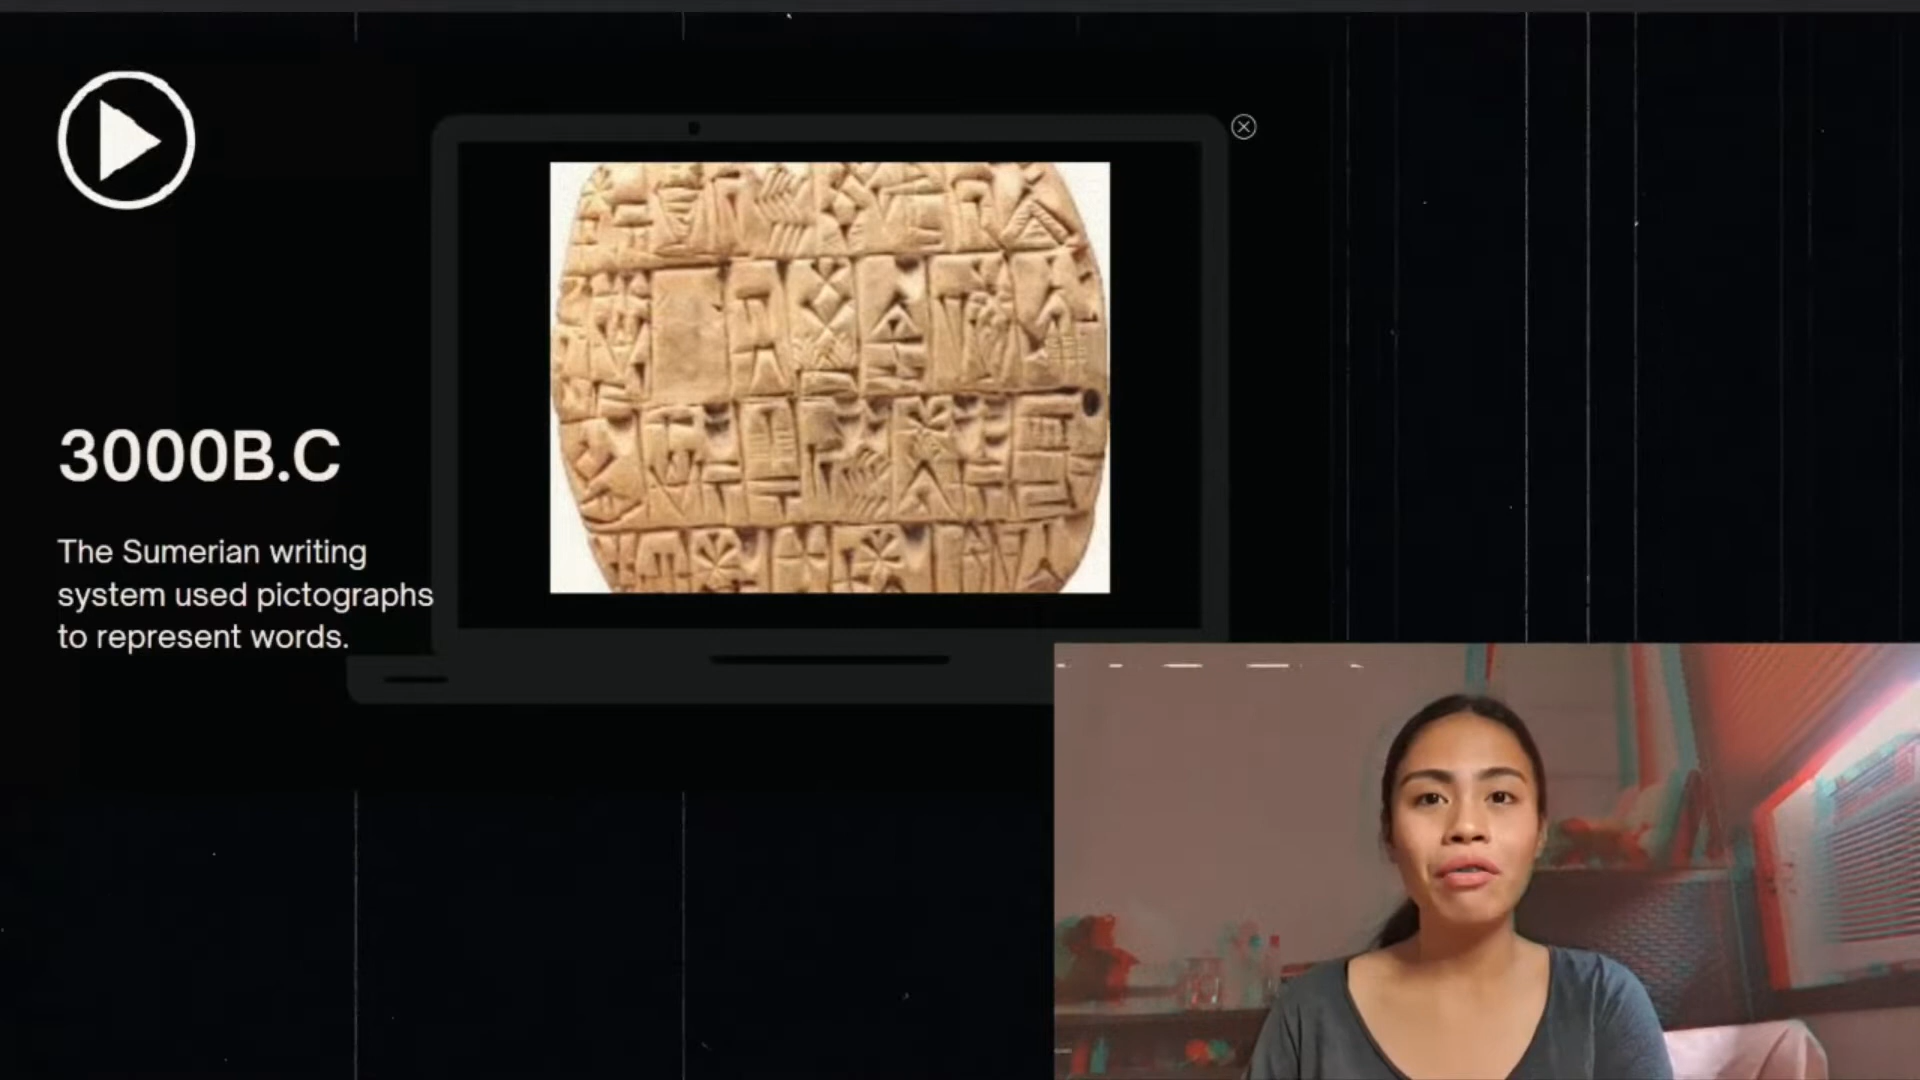 3000B.C
The Sumerian writing
system used pictographs
to represent words.